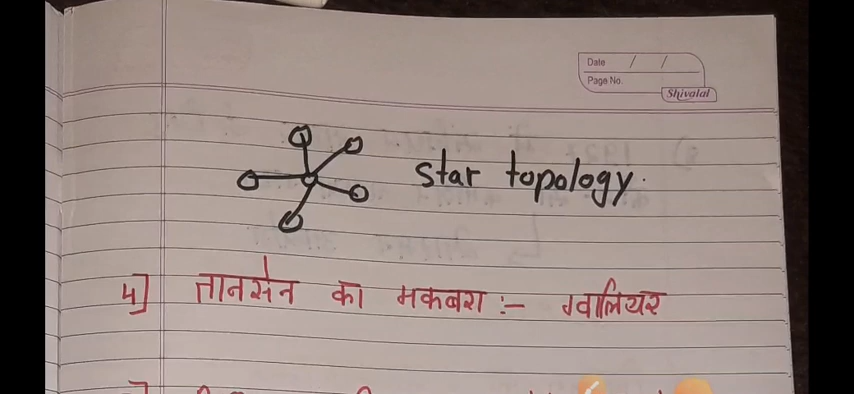 Date / /
Page No.
Shivalal
star topology.
4] तानसेन का मकबरा :- ग्वालियर